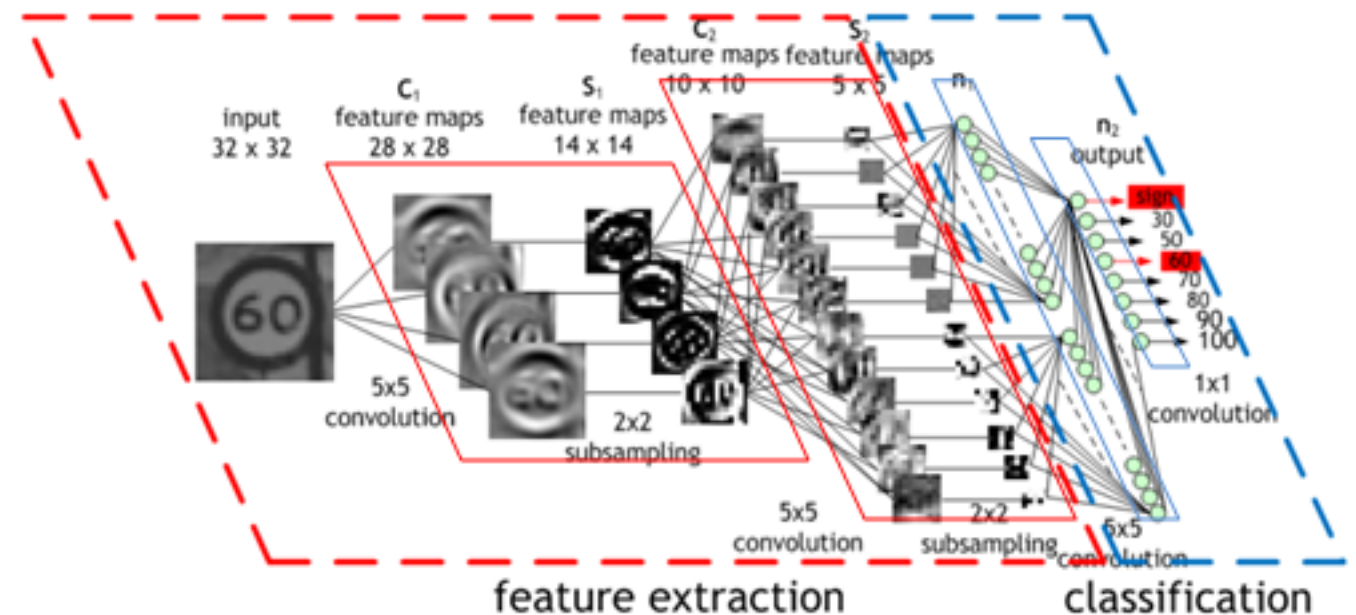 C₂
feature maps
10 x 10
S₂
feature maps
5 x 5
n₁
C₁
feature maps
28 x 28
S₁
feature maps
14 x 14
input
32 x 32
n₂
output
sign
30
50
60
70
80
90
100
60
60
5x5
convolution
2x2
subsampling
5x5
convolution
2x2
subsampling
5x5
convolution
1x1
convolution
feature extraction
classification